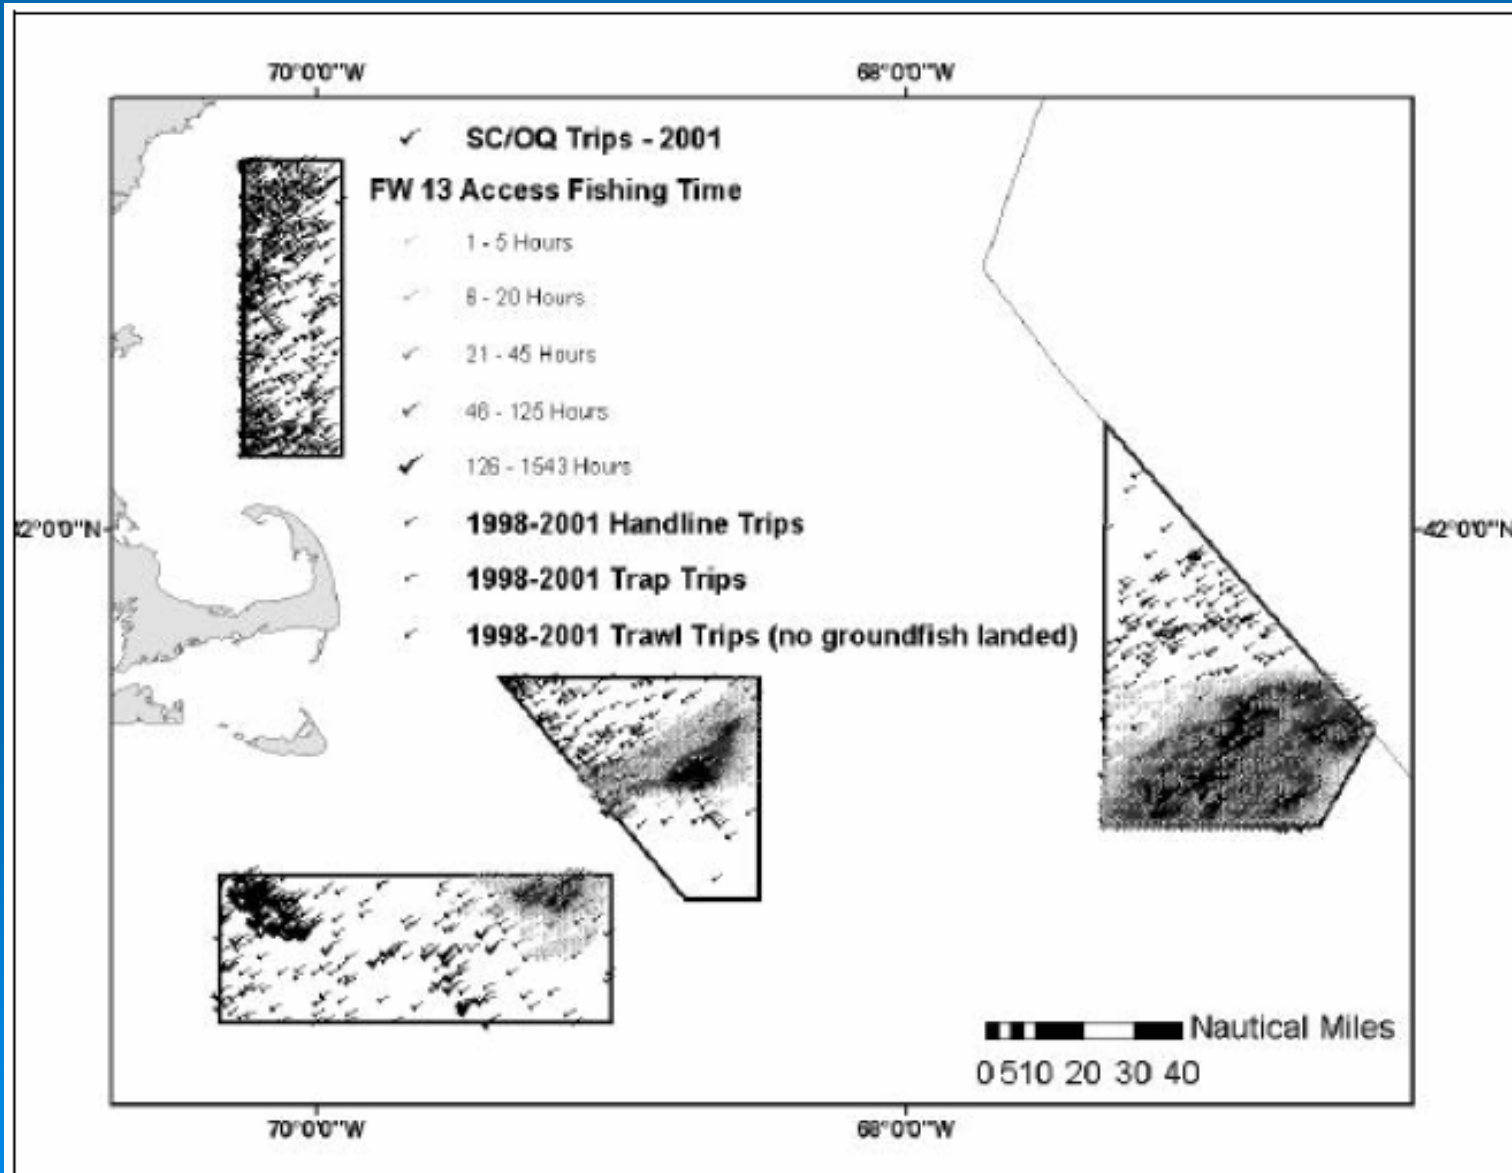 70°0'0"W 68°0'0"W
SC/OQ Trips - 2001
FW 13 Access Fishing Time
1 - 5 Hours
6 - 20 Hours
21 - 45 Hours
46 - 125 Hours
126 - 1543 Hours
1998-2001 Handline Trips
2°0'0"N 42°0'0"N
1998-2001 Trap Trips
1998-2001 Trawl Trips (no groundfish landed)
Nautical Miles
0 5 10 20 30 40
70°0'0"W 68°0'0"W